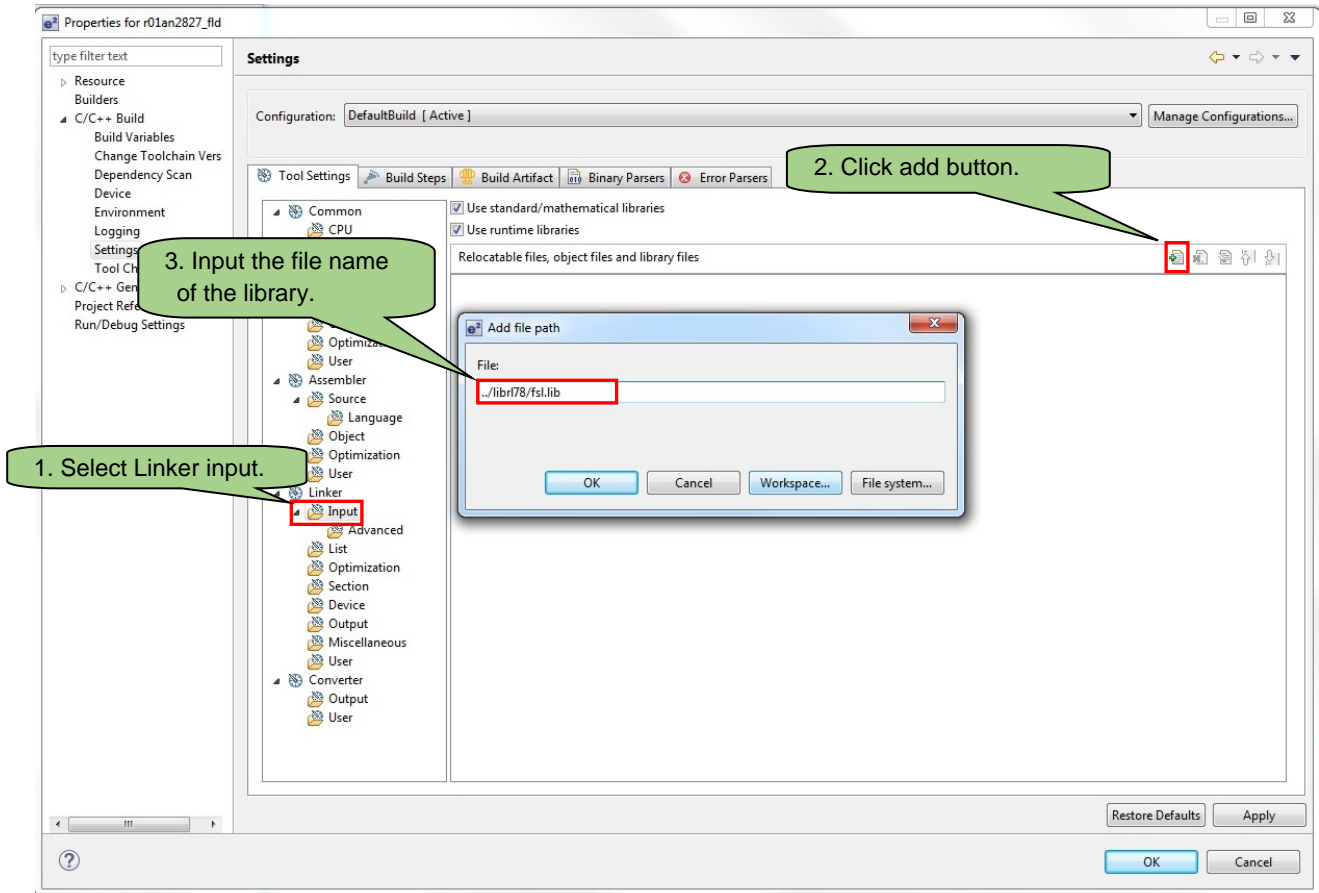 e² Properties for r01an2827_fld
type filter text
Settings
Resource
Builders
C/C++ Build
Build Variables
Change Toolchain Vers
Dependency Scan
Device
Environment
Logging
Settings
Tool Ch
C/C++ Gen
Project Refe
Run/Debug Settings
Configuration: DefaultBuild [ Active ]
Manage Configurations...
Tool Settings Build Steps Build Artifact Binary Parsers Error Parsers
2. Click add button.
Common
CPU
3. Input the file name
of the library.
Optimiza
User
Assembler
Source
Language
Object
Optimization
User
1. Select Linker input.
Linker
Input
Advanced
List
Optimization
Section
Device
Output
Miscellaneous
User
Converter
Output
User
Use standard/mathematical libraries
Use runtime libraries
Relocatable files, object files and library files
e² Add file path
File:
../librl78/fsl.lib
OK Cancel Workspace... File system...
Restore Defaults Apply
OK Cancel